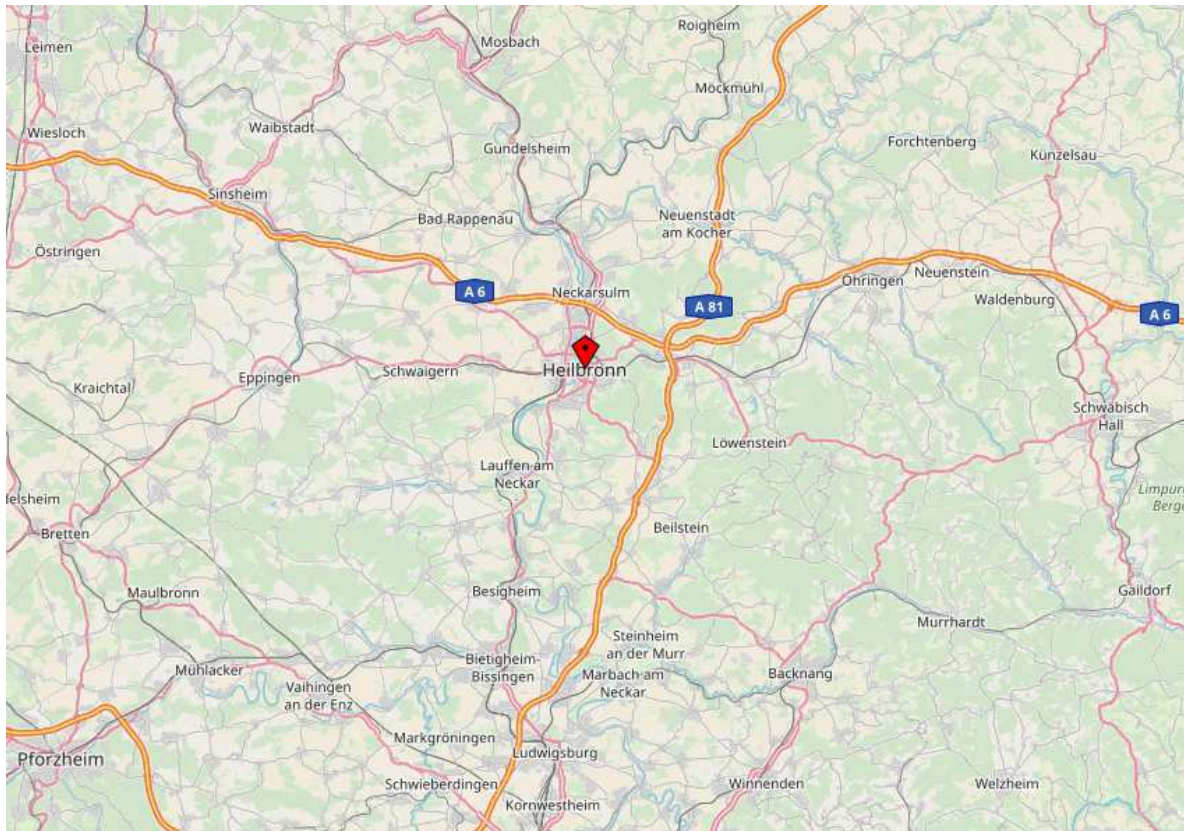 Roigheim
Mosbach
Leimen
Möckmühl
Wiesloch
Waibstadt
Gundelsheim
Forchtenberg
Künzelsau
Sinsheim
Bad Rappenau
Neuenstadt
am Kocher
Östringen
Neuenstein
Öhringen
A 6
Neckarsulm
A 81
Waldenburg
A 6
Heilbronn
Schwaigern
Eppingen
Kraichtal
Schwäbisch
Hall
Löwenstein
Lauffen am
Neckar
Limpurg
Berge
delsheim
Bretten
Beilstein
Maulbronn
Besigheim
Gaildorf
Murrhardt
Steinheim
an der Murr
Bietigheim-
Bissingen
Mühlacker
Backnang
Marbach am
Neckar
Vaihingen
an der Enz
Markgröningen
Ludwigsburg
Pforzheim
Schwieberdingen
Winnenden
Welzheim
Kornwestheim